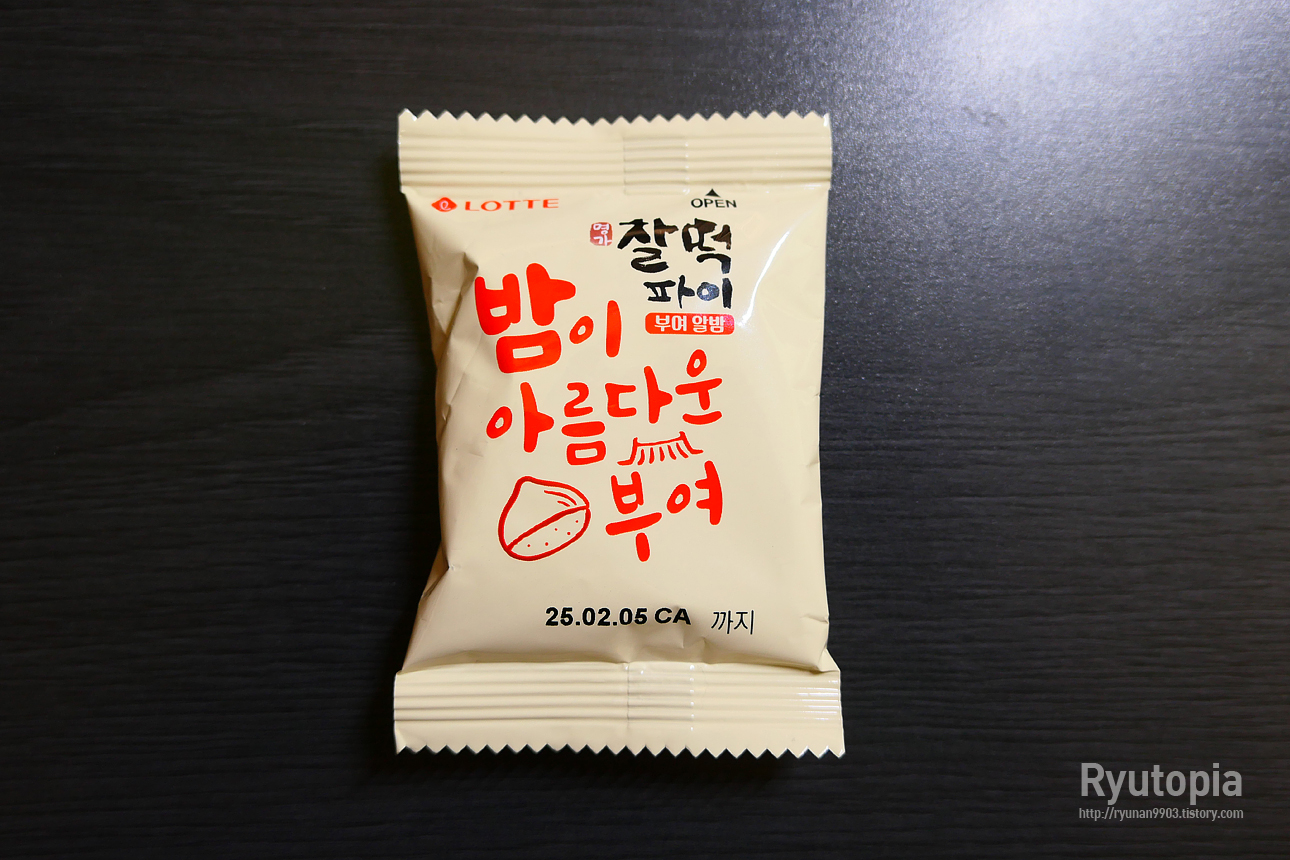 LOTTE
OPEN
명가
찰떡
파이
부여 알밤
밤이
아름다운
부여
25.02.05 CA 까지
Ryutopia
http://ryunan9903.tistory.com